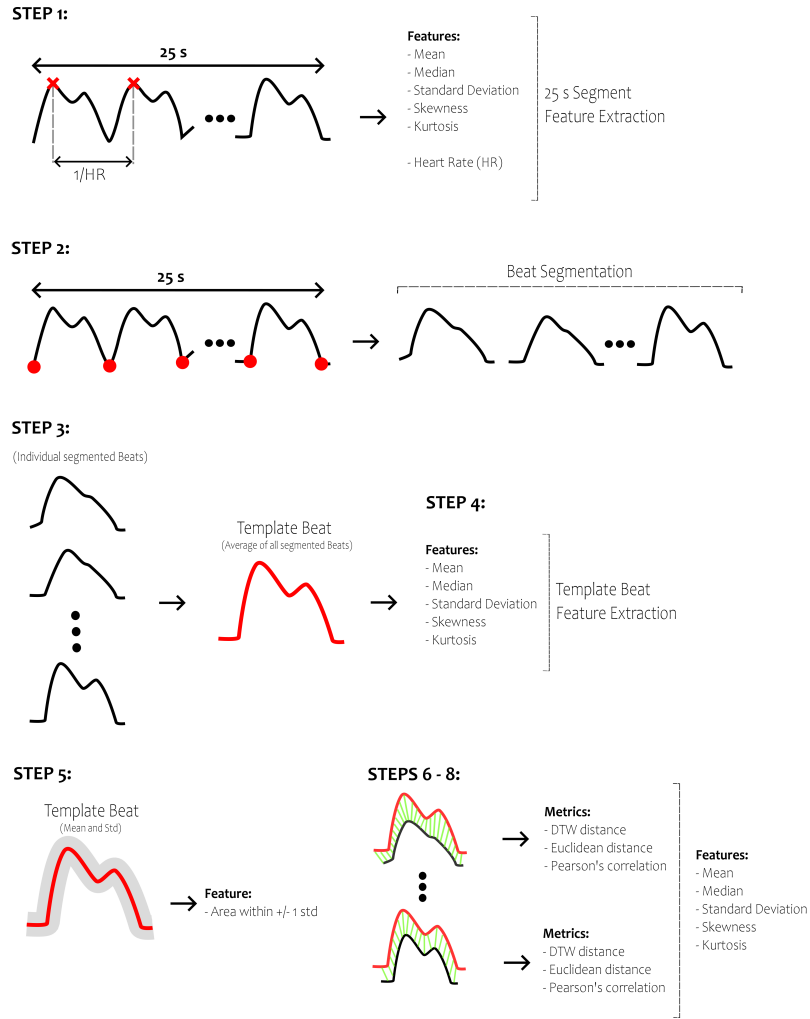 STEP 1:
25 s
1/HR
Features:
- Mean
- Median
- Standard Deviation
- Skewness
- Kurtosis
- Heart Rate (HR)
25 s Segment
Feature Extraction
STEP 2:
25 s
Beat Segmentation
STEP 3:
(Individual segmented Beats)
Template Beat
(Average of all segmented Beats)
STEP 4:
Features:
- Mean
- Median
- Standard Deviation
- Skewness
- Kurtosis
Template Beat
Feature Extraction
STEP 5:
Template Beat
(Mean and Std)
Feature:
- Area within +/- 1 std
STEPS 6 - 8:
Metrics:
- DTW distance
- Euclidean distance
- Pearson's correlation
Metrics:
- DTW distance
- Euclidean distance
- Pearson's correlation
Features:
- Mean
- Median
- Standard Deviation
- Skewness
- Kurtosis